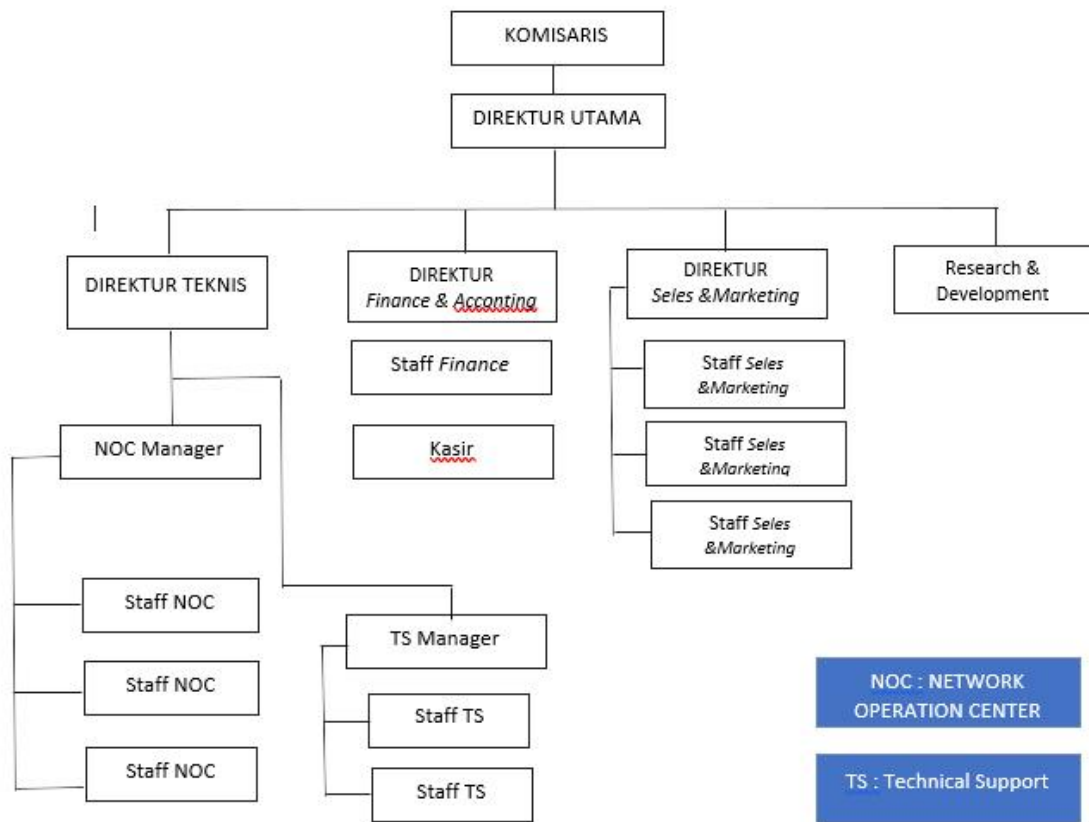 KOMISARIS
DIREKTUR UTAMA
DIREKTUR TEKNIS
DIREKTUR
Finance & Acconting
DIREKTUR
Seles &Marketing
Research &
Development
Staff Finance
Kasir
Staff Seles
&Marketing
Staff Seles
&Marketing
Staff Seles
&Marketing
NOC Manager
Staff NOC
Staff NOC
Staff NOC
TS Manager
Staff TS
Staff TS
NOC : NETWORK
OPERATION CENTER
TS : Technical Support